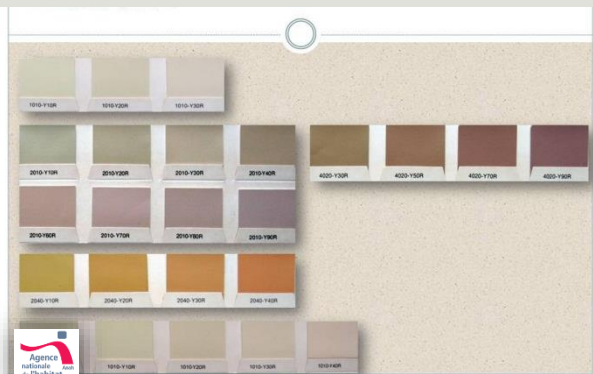 1010-Y10R 1010-Y20R 1010-Y30R
2010-Y10R 2010-Y20R 2010-Y30R 2010-Y40R
4020-Y30R 4020-Y50R 4020-Y70R 4020-Y90R
2010-Y60R 2010-Y70R 2010-Y80R 2010-Y90R
2040-Y10R 2040-Y20R 2040-Y30R 2040-Y40R
1010-Y10R 1010-Y20R 1010-Y30R 1010-Y40R
Agence
nationale
de l'habitat
Anah